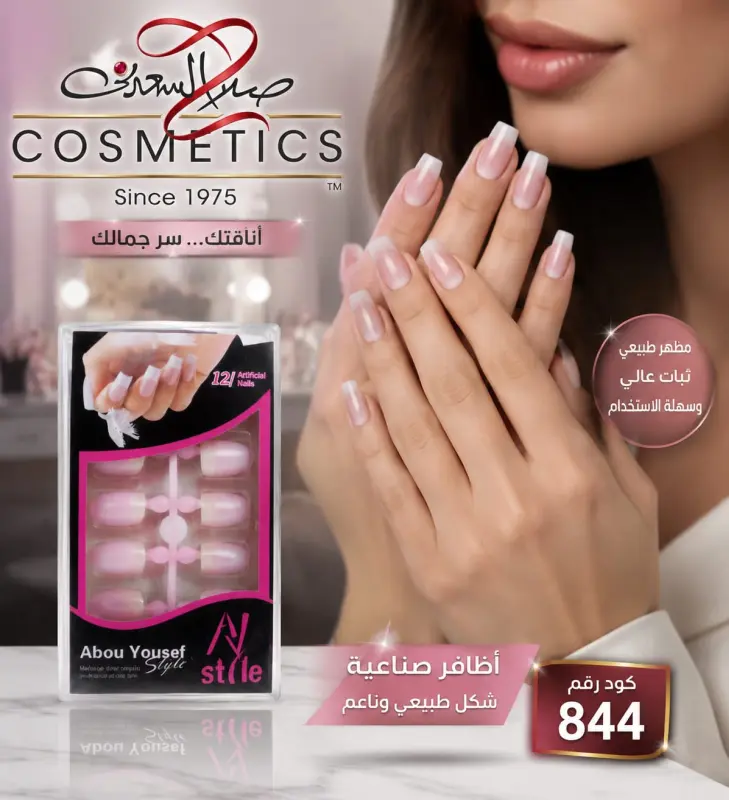 صلاح السعدني
COSMETICS
Since 1975
TM
أناقتك... سر جمالك
12/ Artificial
Nails
مظهر طبيعي
ثبات عالي
وسهلة الاستخدام
Abou Yousef
Style
AY
style
أظافر صناعية
شكل طبيعي وناعم
كود رقم
844